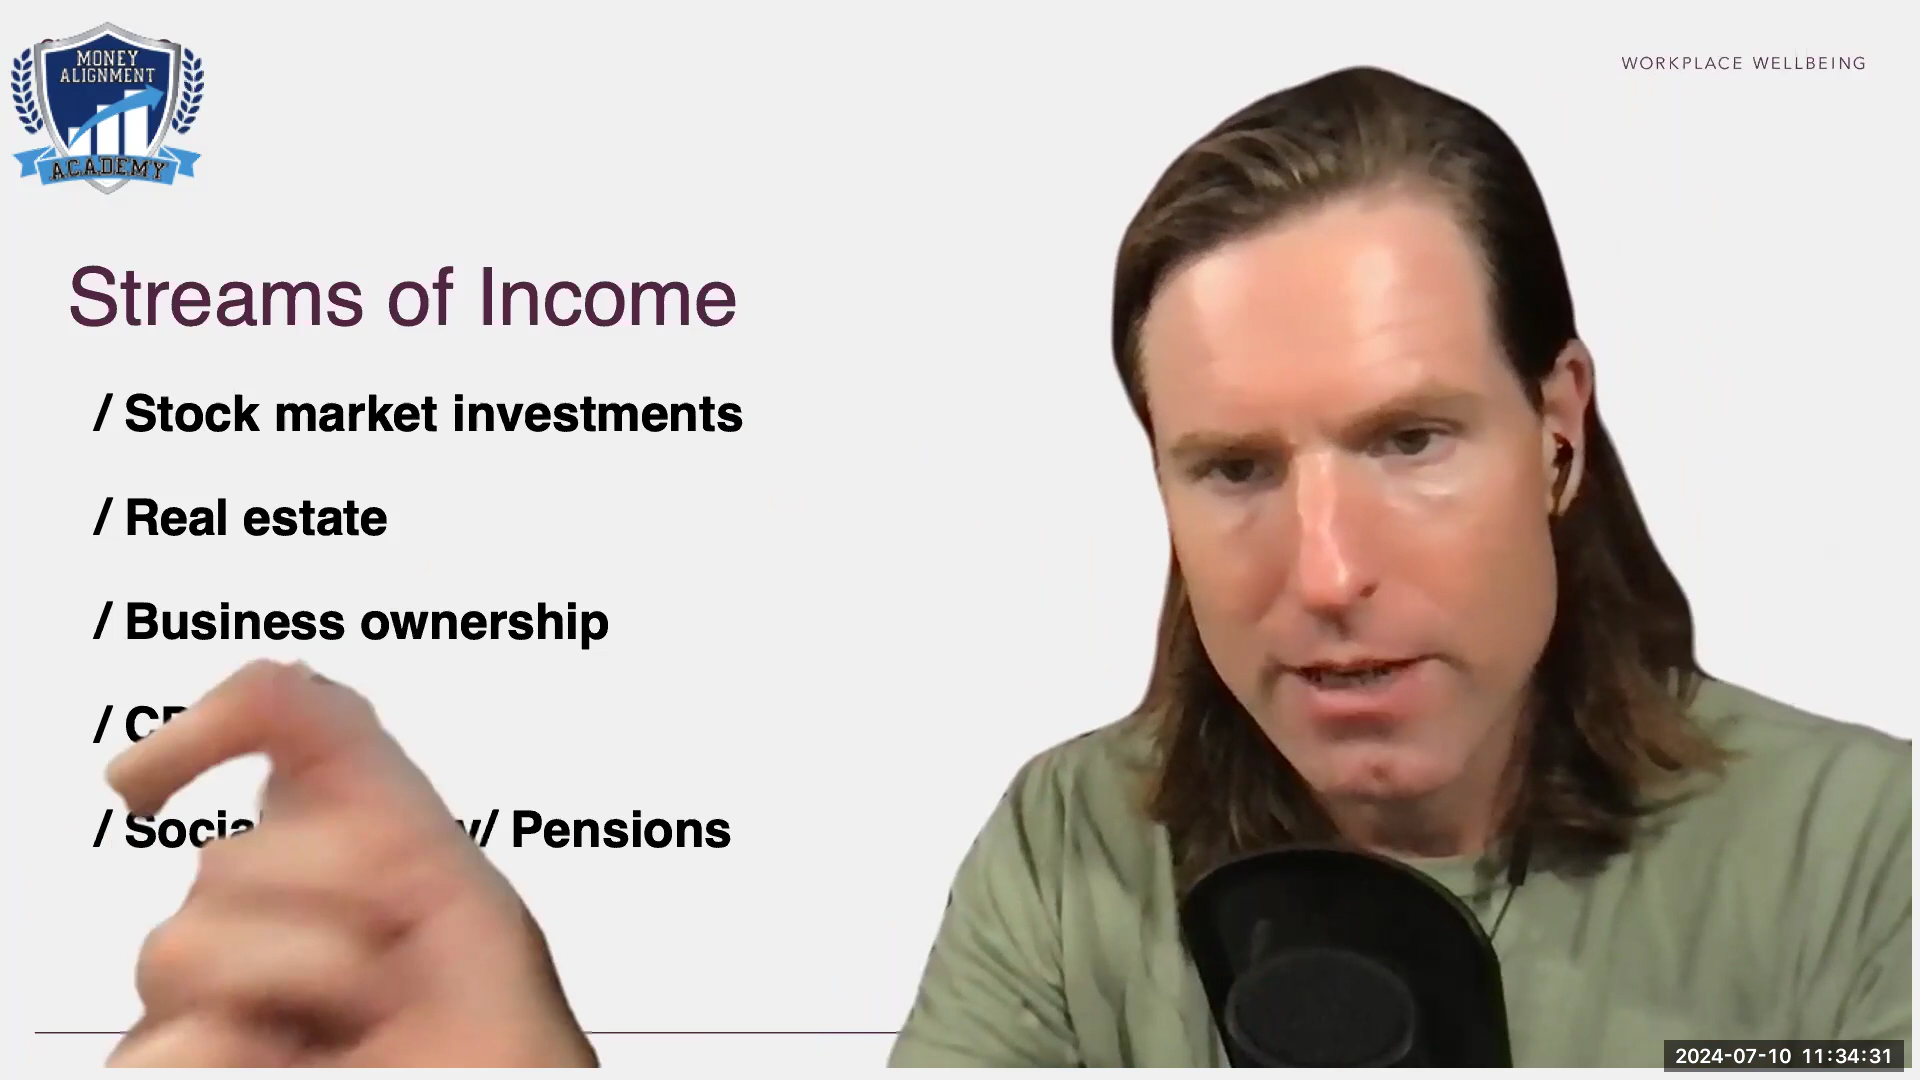 MONEY
ALIGNMENT
ACADEMY
WORKPLACE WELLBEING
Streams of Income
/ Stock market investments
/ Real estate
/ Business ownership
/
/ / Pensions
2024-07-10 11:34:31